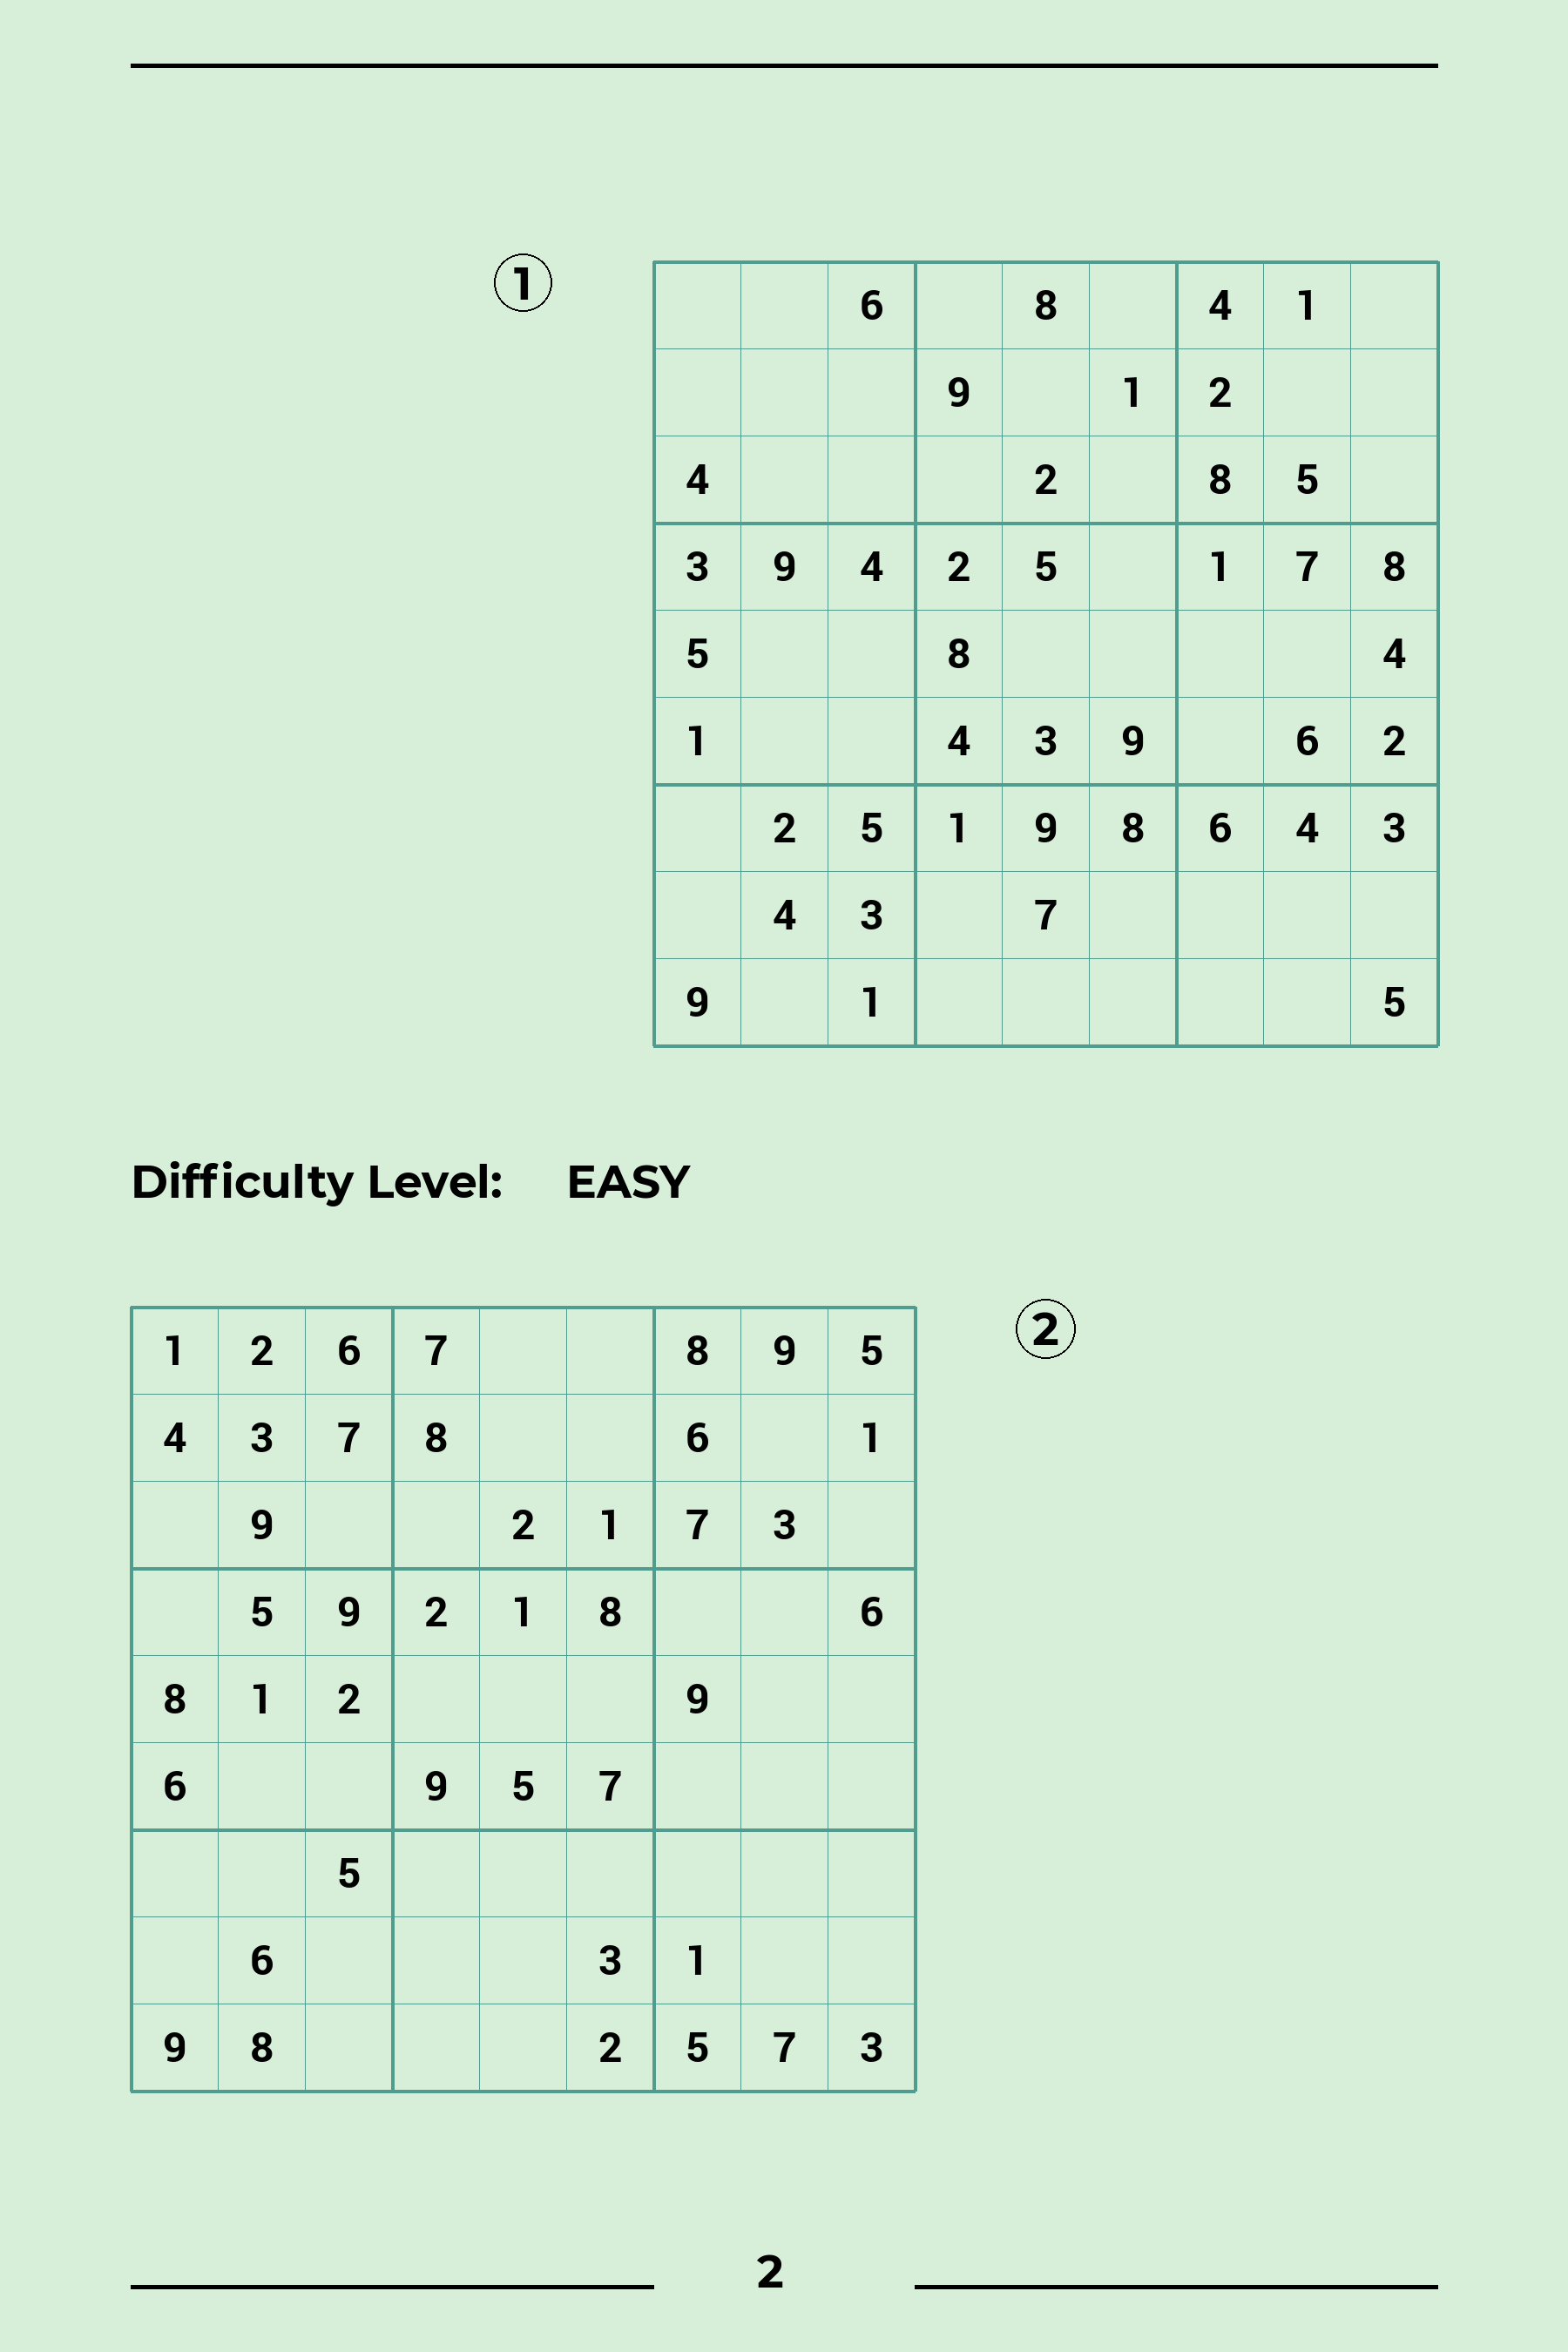 1
6 8 4 1
9 1 2
4 2 8 5
3 9 4 2 5 1 7 8
5 8 4
1 4 3 9 6 2
2 5 1 9 8 6 4 3
4 3 7
9 1 5
Difficulty Level: EASY
2
1 2 6 7 8 9 5
4 3 7 8 6 1
9 2 1 7 3
5 9 2 1 8 6
8 1 2 9
6 9 5 7
5
6 3 1
9 8 2 5 7 3
2